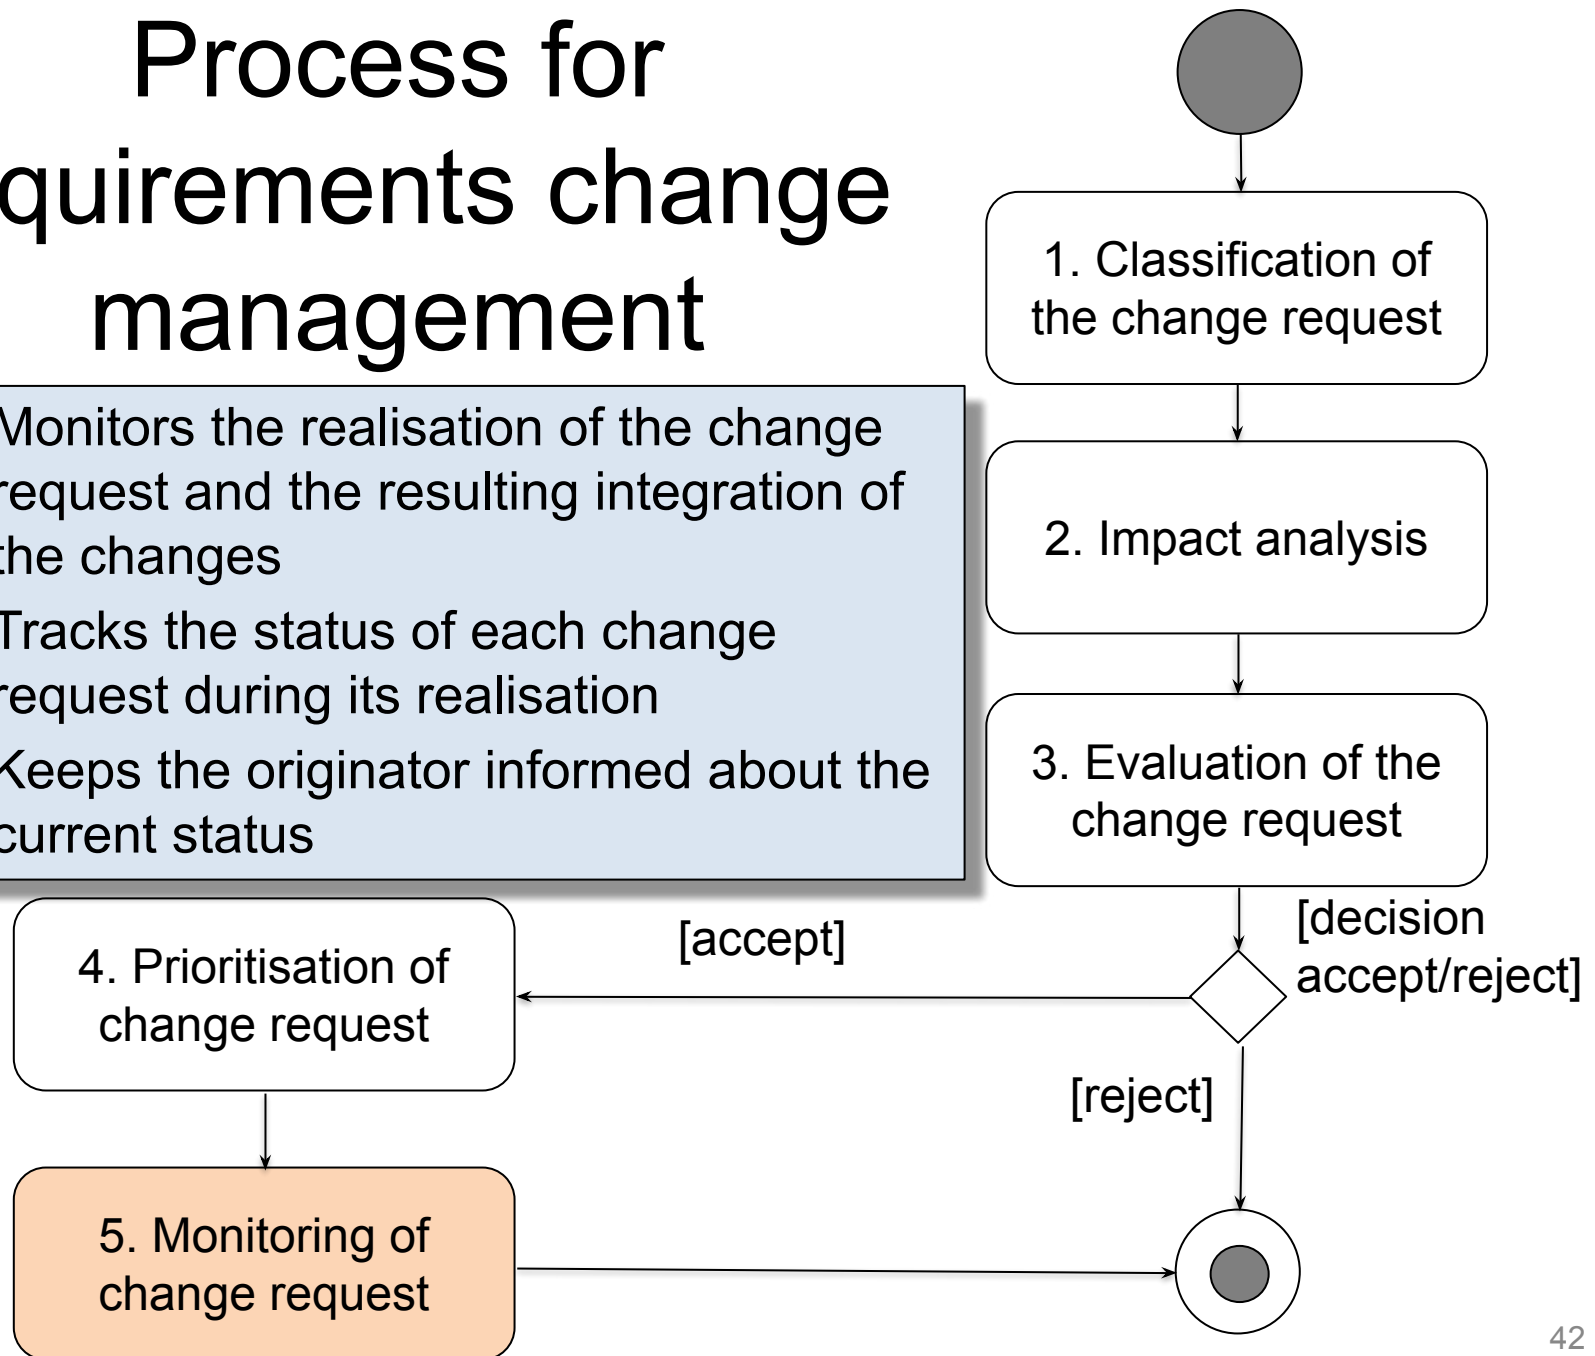 Process for
quirements change
management
Monitors the realisation of the change
request and the resulting integration of
the changes
Tracks the status of each change
request during its realisation
Keeps the originator informed about the
current status
1. Classification of
the change request
2. Impact analysis
3. Evaluation of the
change request
[decision
accept/reject]
[accept]
[reject]
4. Prioritisation of
change request
5. Monitoring of
change request
42